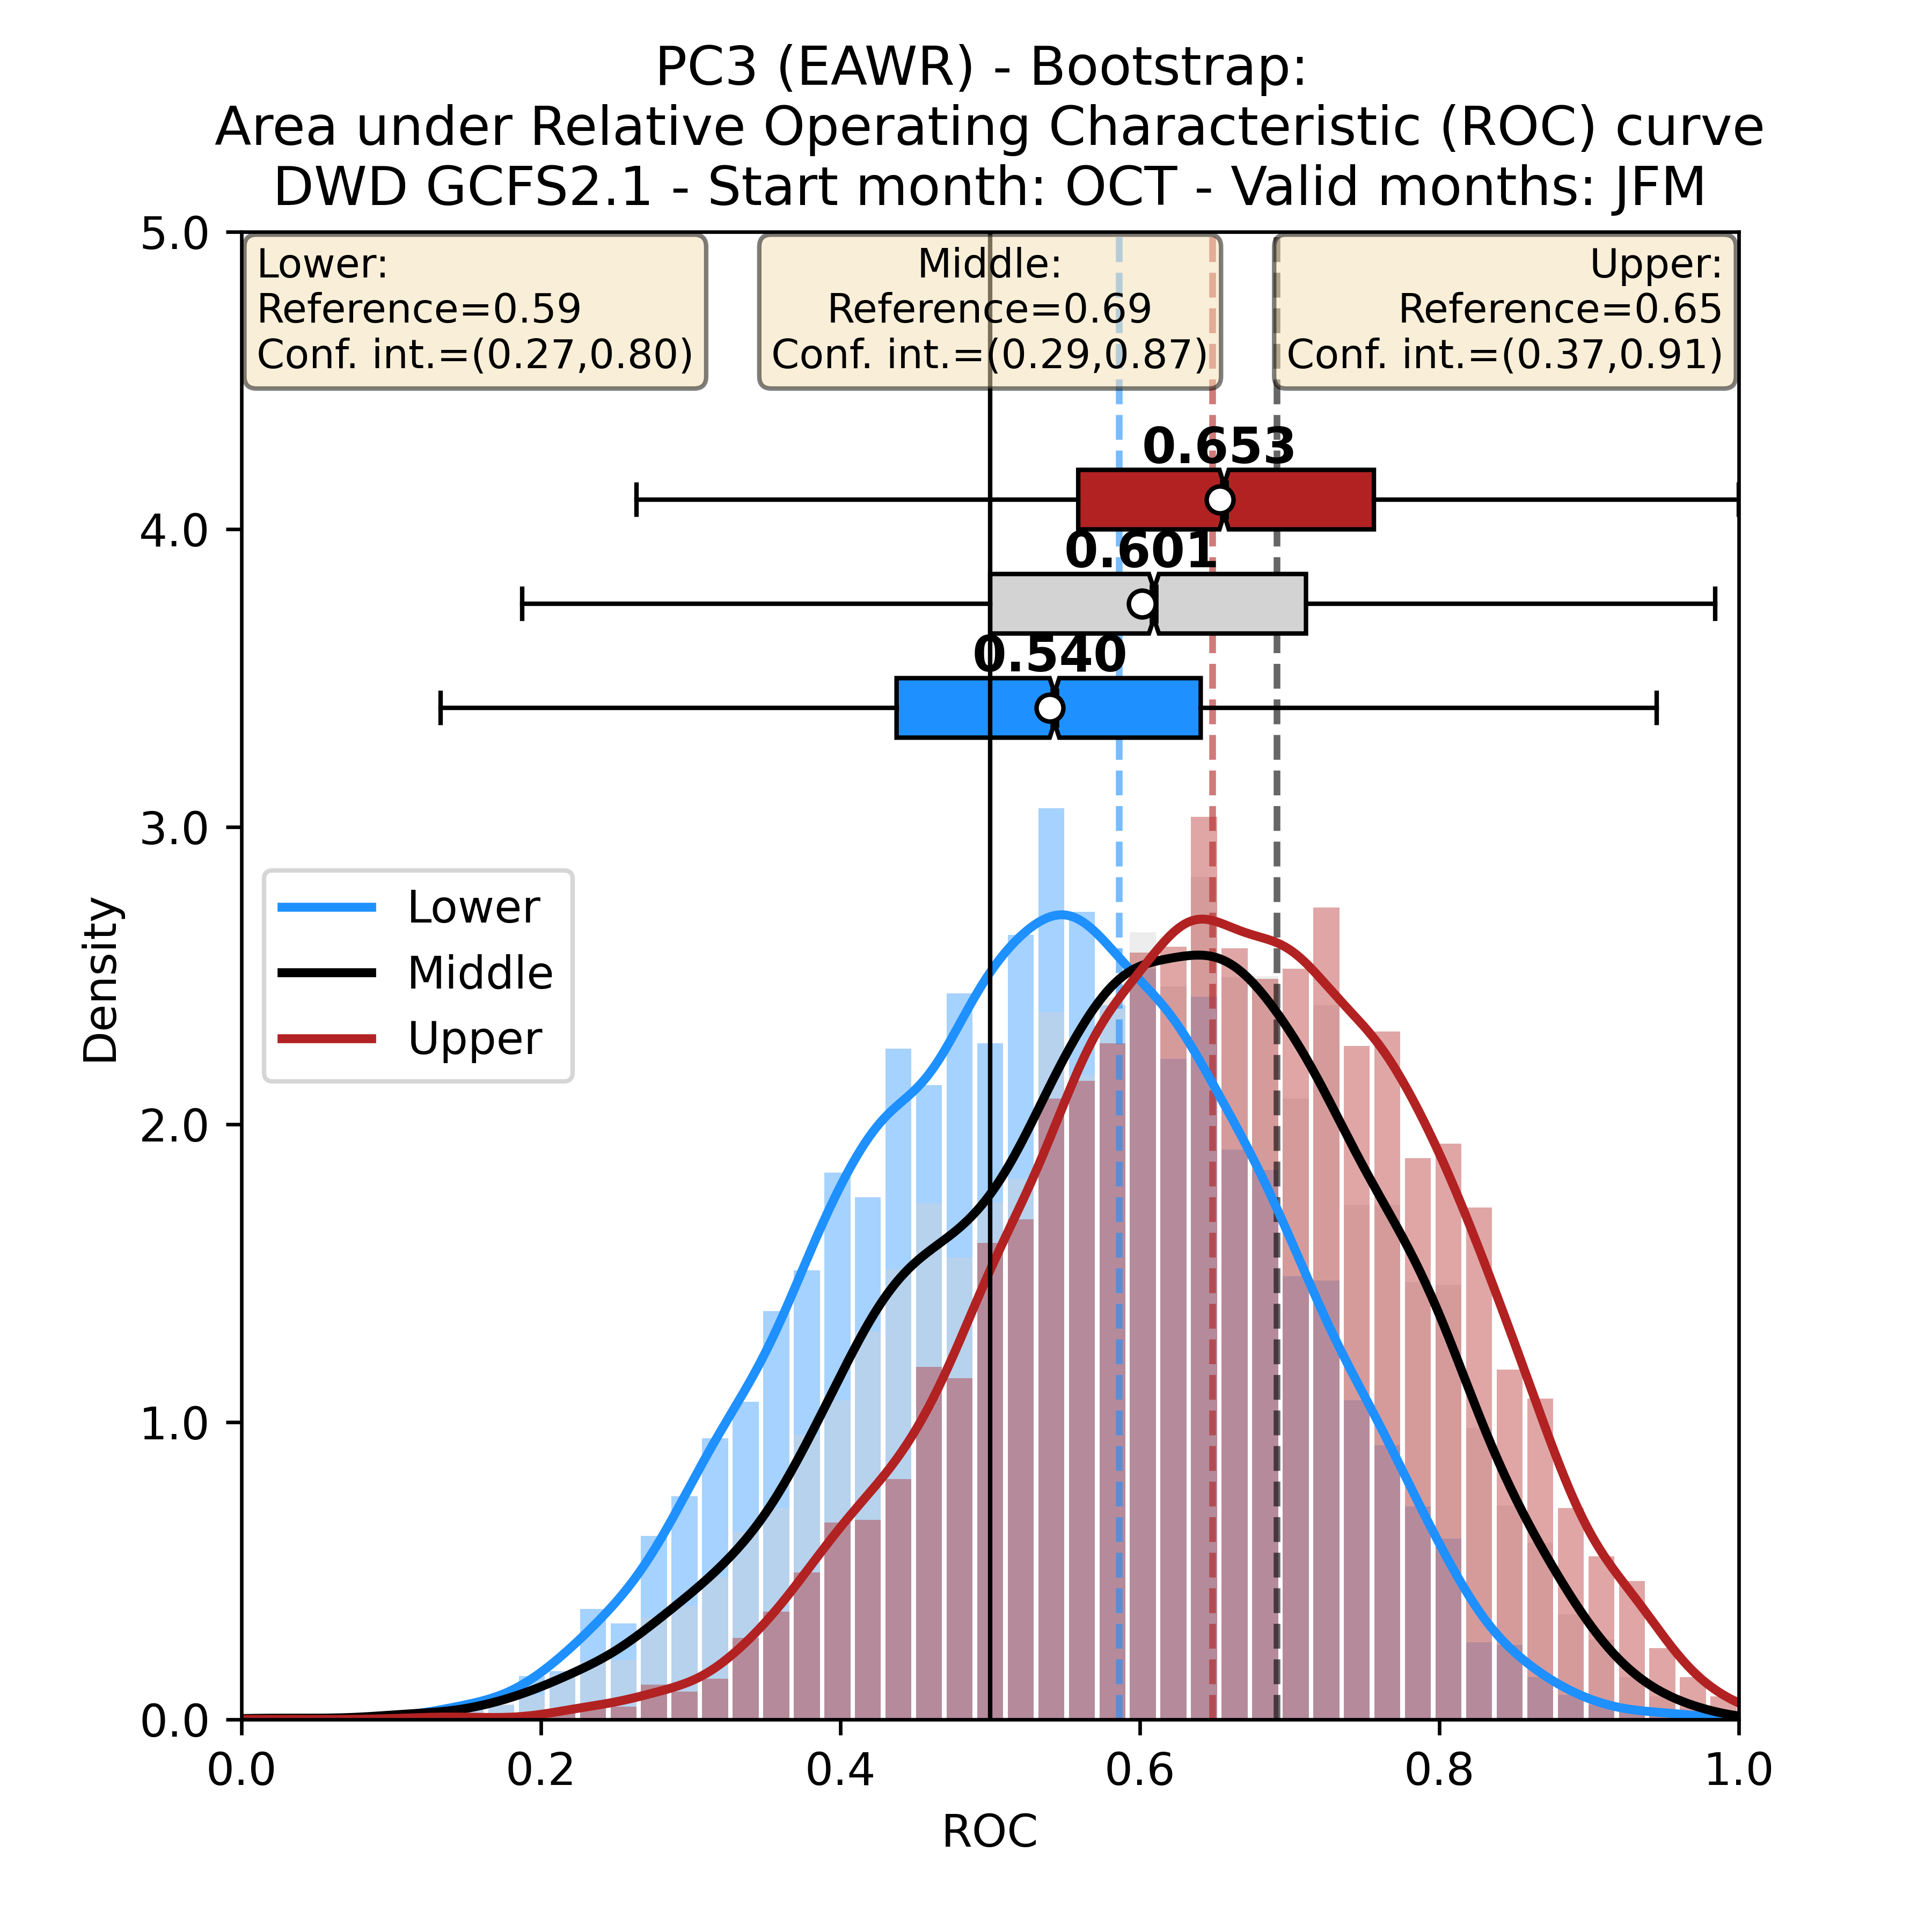 PC3 (EAWR) - Bootstrap:
Area under Relative Operating Characteristic (ROC) curve
DWD GCFS2.1 - Start month: OCT - Valid months: JFM
5.0
Lower:
Reference=0.59
Conf. int.=(0.27,0.80)
Middle:
Reference=0.69
Conf. int.=(0.29,0.87)
Upper:
Reference=0.65
Conf. int.=(0.37,0.91)
0.653
4.0
0.601
0.540
3.0
Lower
Middle
Upper
Density
2.0
1.0
0.0
0.0 0.2 0.4 0.6 0.8 1.0
ROC